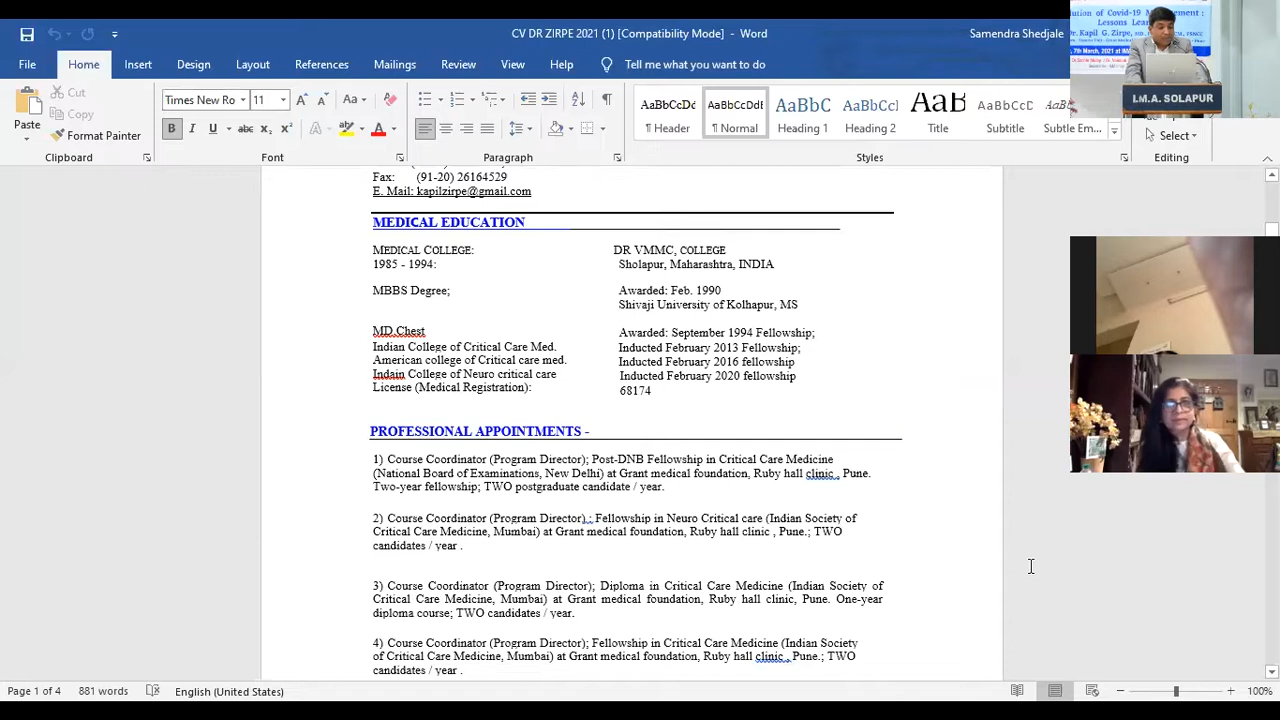 CV DR ZIRPE 2021 (1) [Compatibility Mode] - Word
Samendra Shedjale
File Home Insert Design Layout References Mailings Review View Help Tell me what you want to do
Paste
Cut
Copy
Format Painter
Clipboard
Times New Ro 11
Font
Paragraph
AaBbCcDd AaBbCcDdE AaBbC AaBbCc AaB AaBbCcD
¶ Header ¶ Normal Heading 1 Heading 2 Title Subtitle Subtle Em...
Styles
Select
Editing
lution of Covid-19 Management :
Dr. Kapil G. Zirpe,
7th March, 2021 at
I.M.A. SOLAPUR
Fax: (91-20) 26164529
E. Mail: kapilzirpe@gmail.com
MEDICAL EDUCATION
MEDICAL COLLEGE: DR VMMC, COLLEGE
1985 - 1994: Sholapur, Maharashtra, INDIA
MBBS Degree; Awarded: Feb. 1990
Shivaji University of Kolhapur, MS
MD.Chest Awarded: September 1994 Fellowship;
Indian College of Critical Care Med. Inducted February 2013 Fellowship;
American college of Critical care med. Inducted February 2016 fellowship
Indain College of Neuro critical care Inducted February 2020 fellowship
License (Medical Registration): 68174
PROFESSIONAL APPOINTMENTS -
1) Course Coordinator (Program Director); Post-DNB Fellowship in Critical Care Medicine
(National Board of Examinations, New Delhi) at Grant medical foundation, Ruby hall clinic , Pune.
Two-year fellowship; TWO postgraduate candidate / year.
2) Course Coordinator (Program Director) ; Fellowship in Neuro Critical care (Indian Society of
Critical Care Medicine, Mumbai) at Grant medical foundation, Ruby hall clinic , Pune.; TWO
candidates / year .
3) Course Coordinator (Program Director); Diploma in Critical Care Medicine (Indian Society of
Critical Care Medicine, Mumbai) at Grant medical foundation, Ruby hall clinic, Pune. One-year
diploma course; TWO candidates / year.
4) Course Coordinator (Program Director); Fellowship in Critical Care Medicine (Indian Society
of Critical Care Medicine, Mumbai) at Grant medical foundation, Ruby hall clinic , Pune.; TWO
candidates / year .
Page 1 of 4 881 words English (United States) 100%